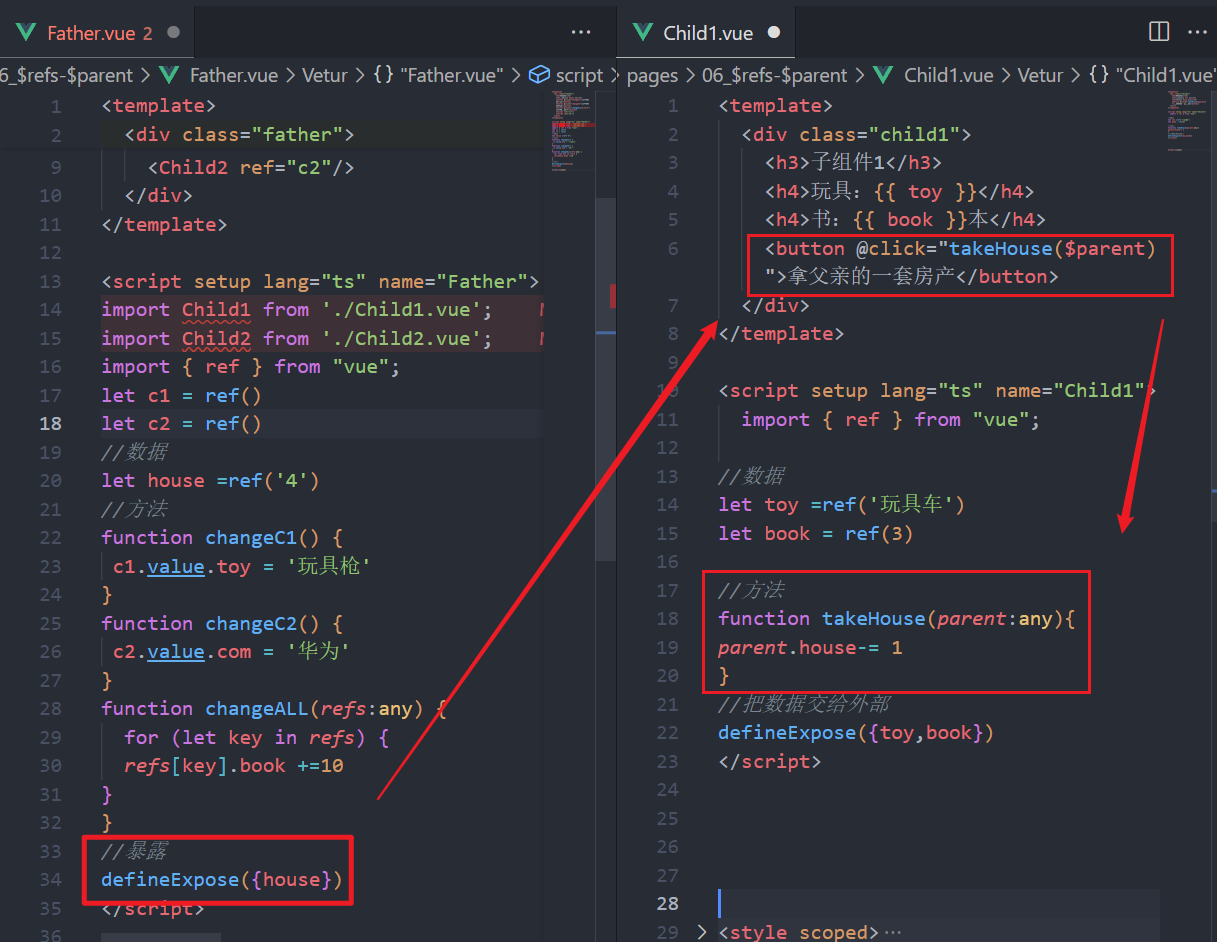 Father.vue 2
6_$refs-$parent > Father.vue > Vetur > {} "Father.vue" > script >
1 <template>
2 <div class="father">
9 <Child2 ref="c2"/>
10 </div>
11 </template>
12
13 <script setup lang="ts" name="Father">
14 import Child1 from './Child1.vue';
15 import Child2 from './Child2.vue';
16 import { ref } from "vue";
17 let c1 = ref()
18 let c2 = ref()
19 //数据
20 let house =ref('4')
21 //方法
22 function changeC1() {
23 c1.value.toy = '玩具枪'
24 }
25 function changeC2() {
26 c2.value.com = '华为'
27 }
28 function changeALL(refs:any) {
29 for (let key in refs) {
30 refs[key].book +=10
31 }
32 }
33 //暴露
34 defineExpose({house})
35 </script>
36
Child1.vue
pages > 06_$refs-$parent > Child1.vue > Vetur > {} "Child1.vue"
1 <template>
2 <div class="child1">
3 <h3>子组件1</h3>
4 <h4>玩具：{{ toy }}</h4>
5 <h4>书：{{ book }}本</h4>
6 <button @click="takeHouse($parent)
">拿父亲的一套房产</button>
7 </div>
8 </template>
9
10 <script setup lang="ts" name="Child1">
11 import { ref } from "vue";
12
13 //数据
14 let toy =ref('玩具车')
15 let book = ref(3)
16
17 //方法
18 function takeHouse(parent:any){
19 parent.house-= 1
20 }
21 //把数据交给外部
22 defineExpose({toy,book})
23 </script>
24
25
26
27
28
29 > <style scoped>···